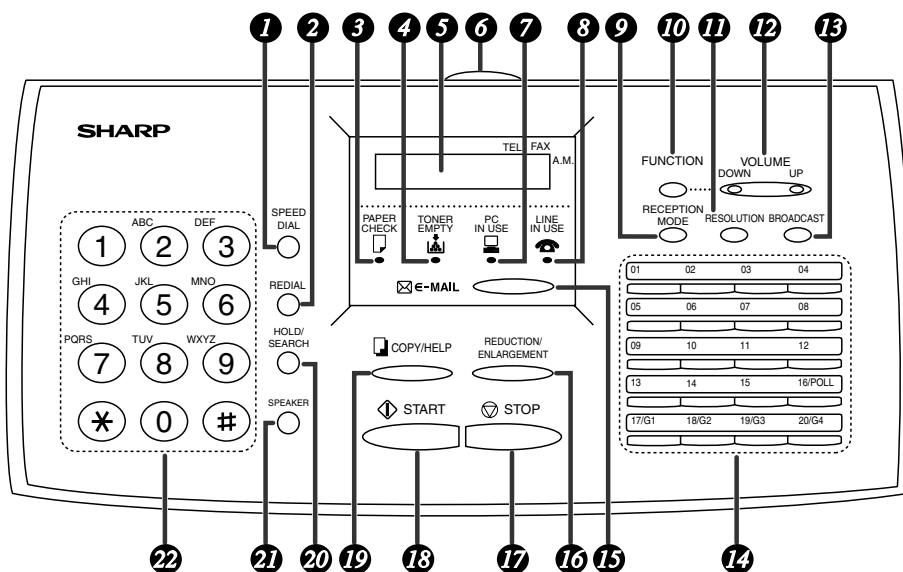 1 2 3 4 5 6 7 8 9 10 11 12 13
SHARP
TEL FAX
A.M.
FUNCTION
VOLUME
DOWN UP
RECEPTION
MODE
RESOLUTION
BROADCAST
SPEED
DIAL
REDIAL
HOLD/
SEARCH
SPEAKER
PAPER
CHECK
TONER
EMPTY
PC
IN USE
LINE
IN USE
E-MAIL
1
ABC
2
DEF
3
GHI
4
JKL
5
MNO
6
PQRS
7
TUV
8
WXYZ
9
*
0
#
COPY/HELP
REDUCTION/
ENLARGEMENT
START
STOP
01 02 03 04
05 06 07 08
09 10 11 12
13 14 15 16/POLL
17/G1 18/G2 19/G3 20/G4
22 21 20 19 18 17 16 15 14